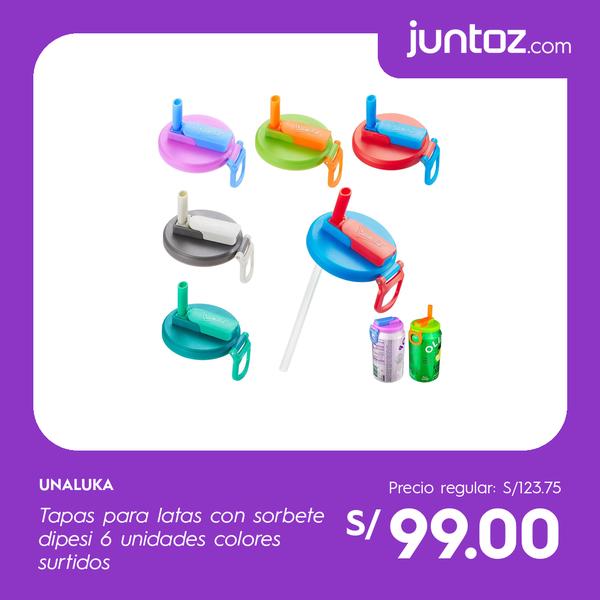 juntoz.com
UNALUKA
Tapas para latas con sorbete
dipesi 6 unidades colores
surtidos
Precio regular: S/123.75
S/99.00